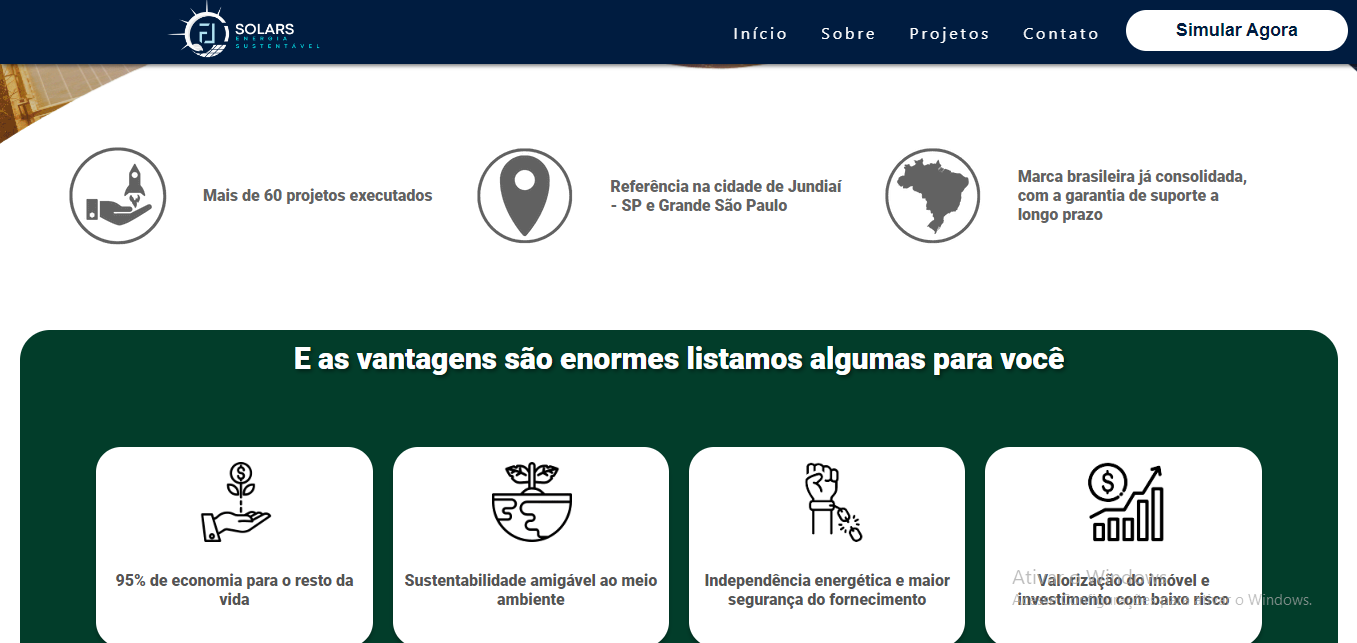 SOLARS
ENERGIA
SUSTENTÁVEL
Início
Sobre
Projetos
Contato
Simular Agora
Mais de 60 projetos executados
Referência na cidade de Jundiaí
- SP e Grande São Paulo
Marca brasileira já consolidada,
com a garantia de suporte a
longo prazo
E as vantagens são enormes listamos algumas para você
95% de economia para o resto da
vida
Sustentabilidade amigável ao meio
ambiente
Independência energética e maior
segurança do fornecimento
Valorização do imóvel e
investimento com baixo risco
Ativar o Windows
Acesse Configurações para ativar o Windows.